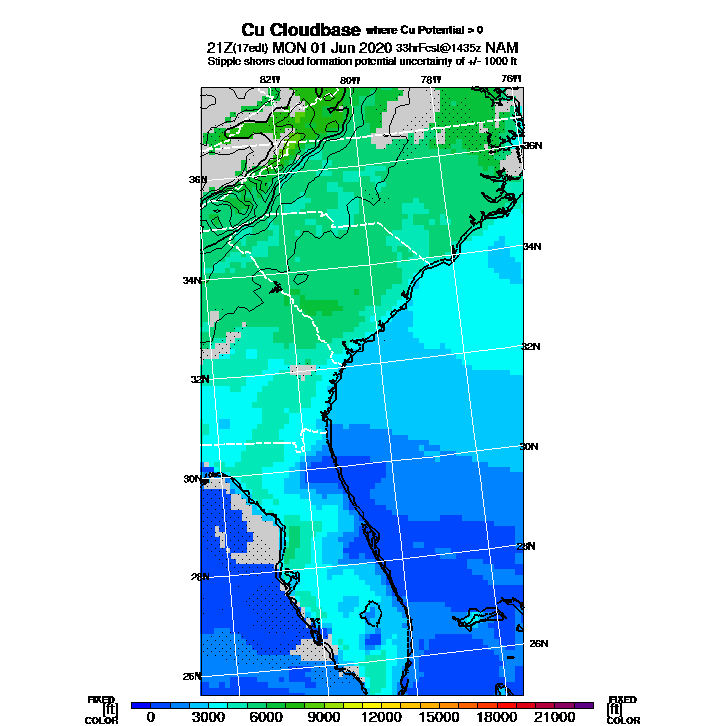 Cu Cloudbase where Cu Potential > 0
21Z(17edt) MON 01 Jun 2020 33hrFcst@1435z NAM
Stipple shows cloud formation potential uncertainty of +/- 1000 ft
82W 80W 78W 76W
36N
36N
34N
34N
32N
32N
30N
30N
28N
28N
26N
26N
FIXED FIXED
[ft] [ft]
COLOR COLOR
0 3000 6000 9000 12000 15000 18000 21000